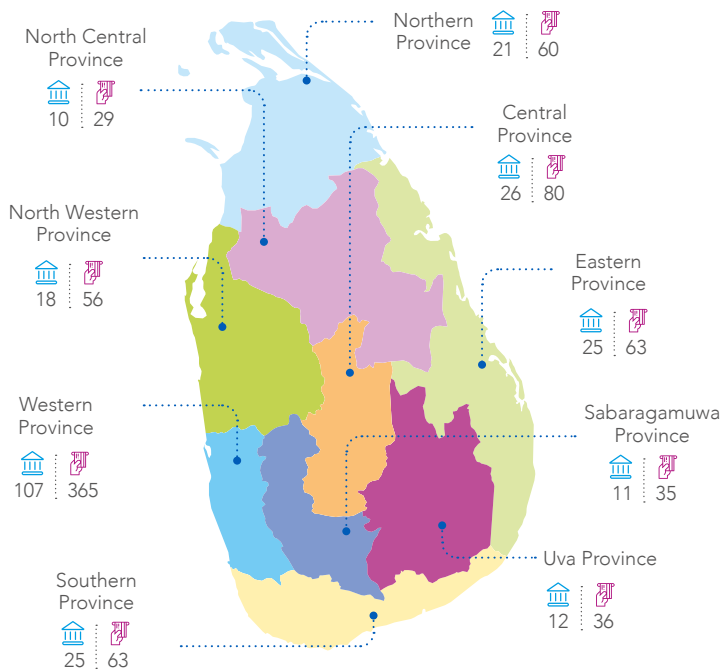 Northern
Province
21 60
North Central
Province
10 29
Central
Province
26 80
North Western
Province
18 56
Eastern
Province
25 63
Western
Province
107 365
Sabaragamuwa
Province
11 35
Uva Province
12 36
Southern
Province
25 63